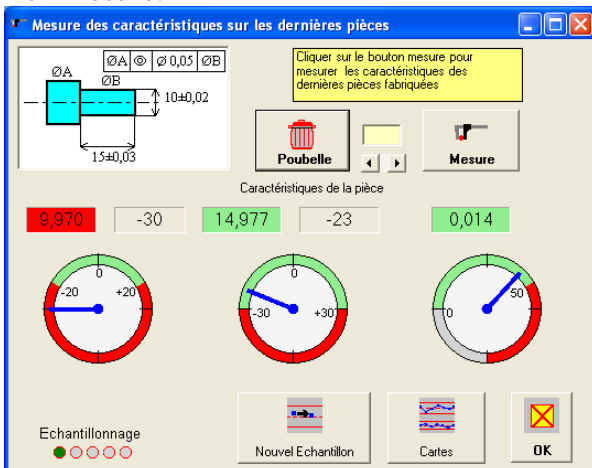 Mesure des caractéristiques sur les dernières pièces
ØA ◎ Ø 0,05 ØB
ØA
ØB
10±0,02
15±0,03
Cliquer sur le bouton mesure pour
mesurer les caractéristiques des
dernières pièces fabriquées
Poubelle
Mesure
Caractéristiques de la pièce
9,970 -30 14,977 -23 0,014
0
-20 +20
0
-30 +30
0 50
Echantillonnage
Nouvel Echantillon
Cartes
OK